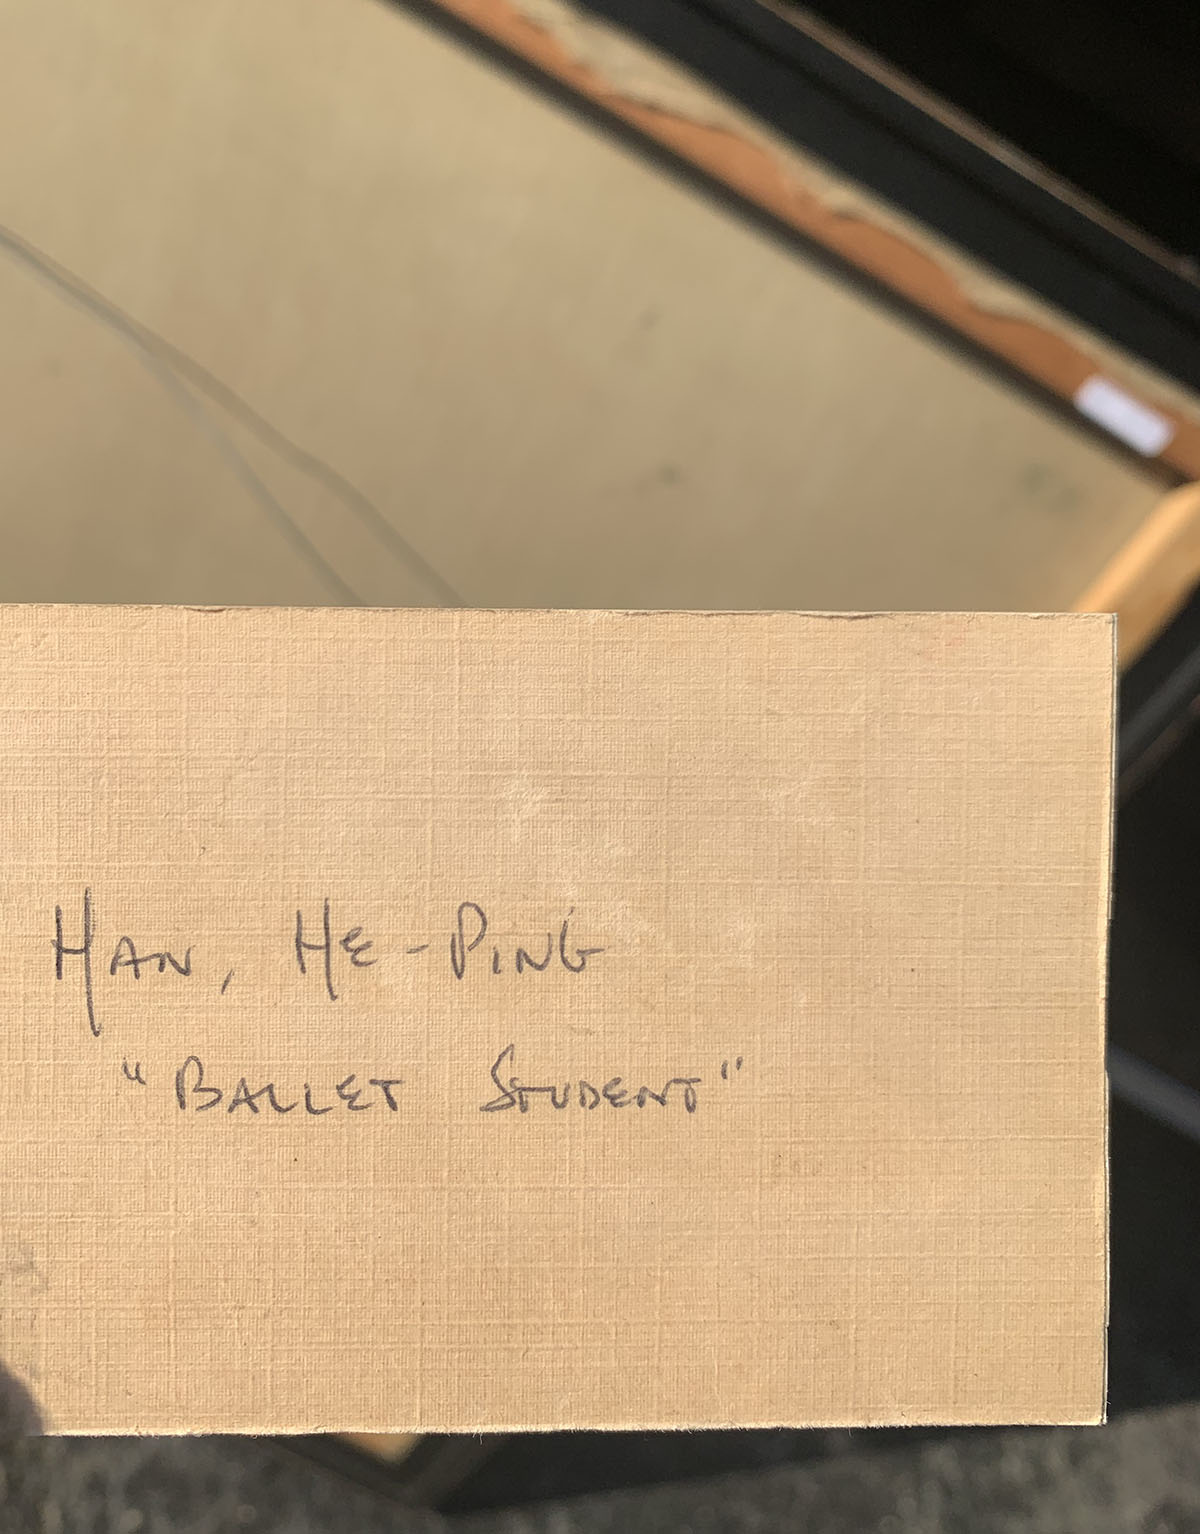 Han, He-Ping
"Ballet Student"